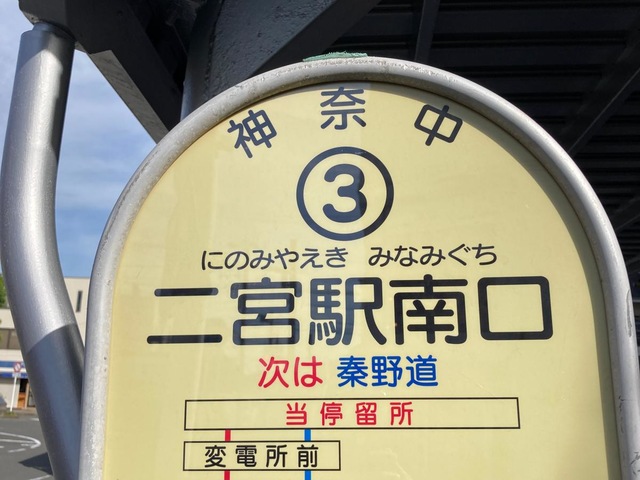 神奈中
③
にのみやえき みなみぐち
二宮駅南口
次は 秦野道
当停留所
変電所前